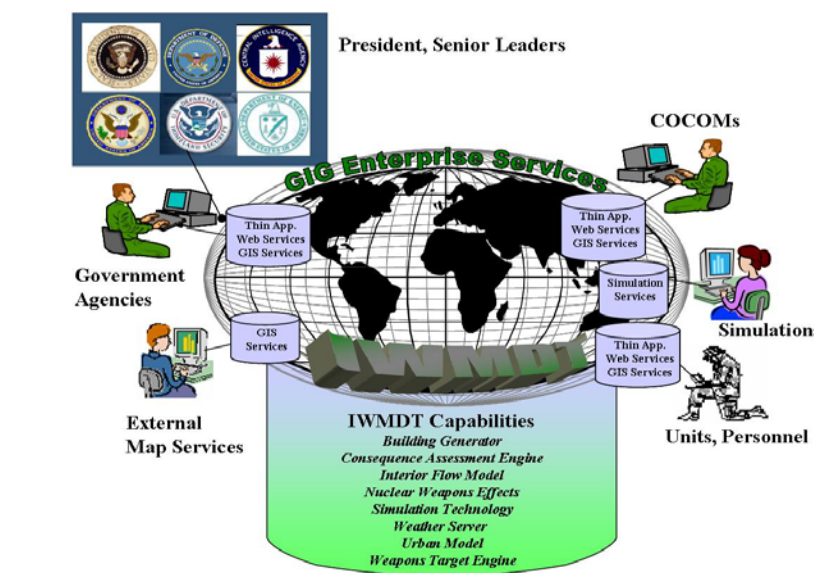 President, Senior Leaders
COCOMs
GIG Enterprise Services
Thin App.
Web Services
GIS Services
Thin App.
Web Services
GIS Services
Government
Agencies
Simulation
Services
Simulation
GIS
Services
Thin App.
Web Services
GIS Services
IWMDT
External
Map Services
Units, Personnel
IWMDT Capabilities
Building Generator
Consequence Assessment Engine
Interior Flow Model
Nuclear Weapons Effects
Simulation Technology
Weather Server
Urban Model
Weapons Target Engine